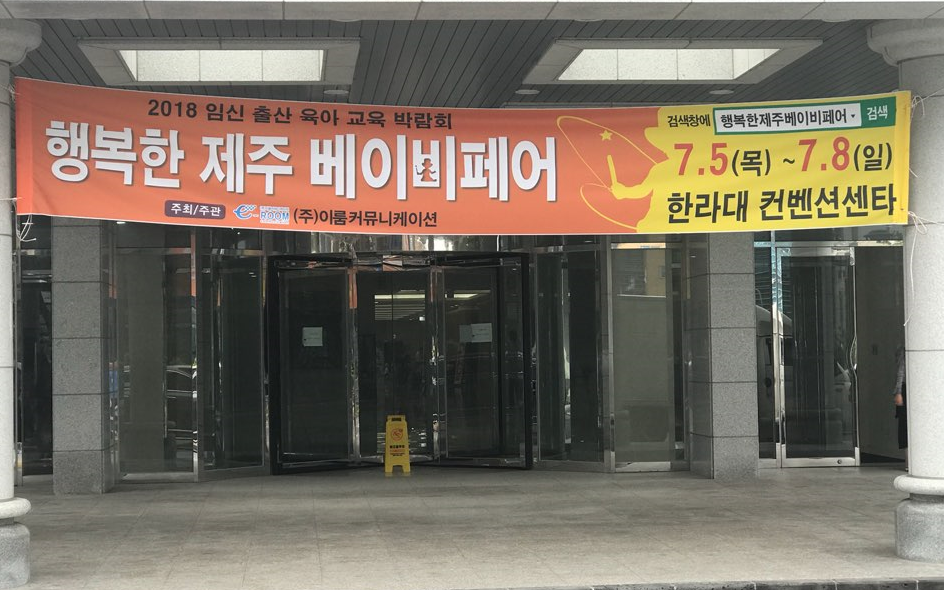 2018 임신 출산 육아 교육 박람회
행복한 제주 베이비페어
주최/주관 e-ROOM (주)이룸커뮤니케이션
검색창에 행복한제주베이비페어 검색
7.5(목) ~7.8(일)
한라대 컨벤션센타